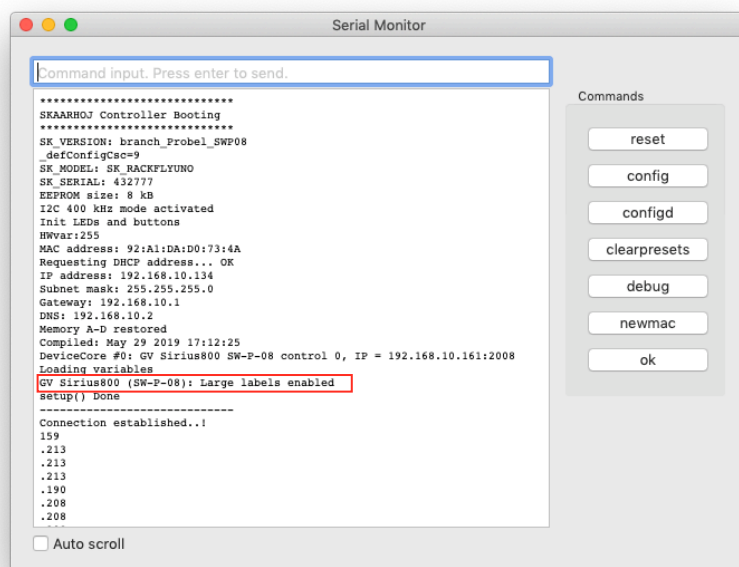 Serial Monitor
Command input. Press enter to send.
*****************************
SKAARHOJ Controller Booting
*****************************
SK_VERSION: branch_Probel_SWP08
_defConfigCsc=9
SK_MODEL: SK_RACKFLYUNO
SK_SERIAL: 432777
EEPROM size: 8 kB
I2C 400 kHz mode activated
Init LEDs and buttons
HWvar:255
MAC address: 92:A1:DA:D0:73:4A
Requesting DHCP address... OK
IP address: 192.168.10.134
Subnet mask: 255.255.255.0
Gateway: 192.168.10.1
DNS: 192.168.10.2
Memory A-D restored
Compiled: May 29 2019 17:12:25
DeviceCore #0: GV Sirius800 SW-P-08 control 0, IP = 192.168.10.161:2008
Loading variables
GV Sirius800 (SW-P-08): Large labels enabled
setup() Done
-----------------------------
Connection established..!
159
.213
.213
.213
.190
.208
.208
Auto scroll
Commands
reset
config
configd
clearpresets
debug
newmac
ok